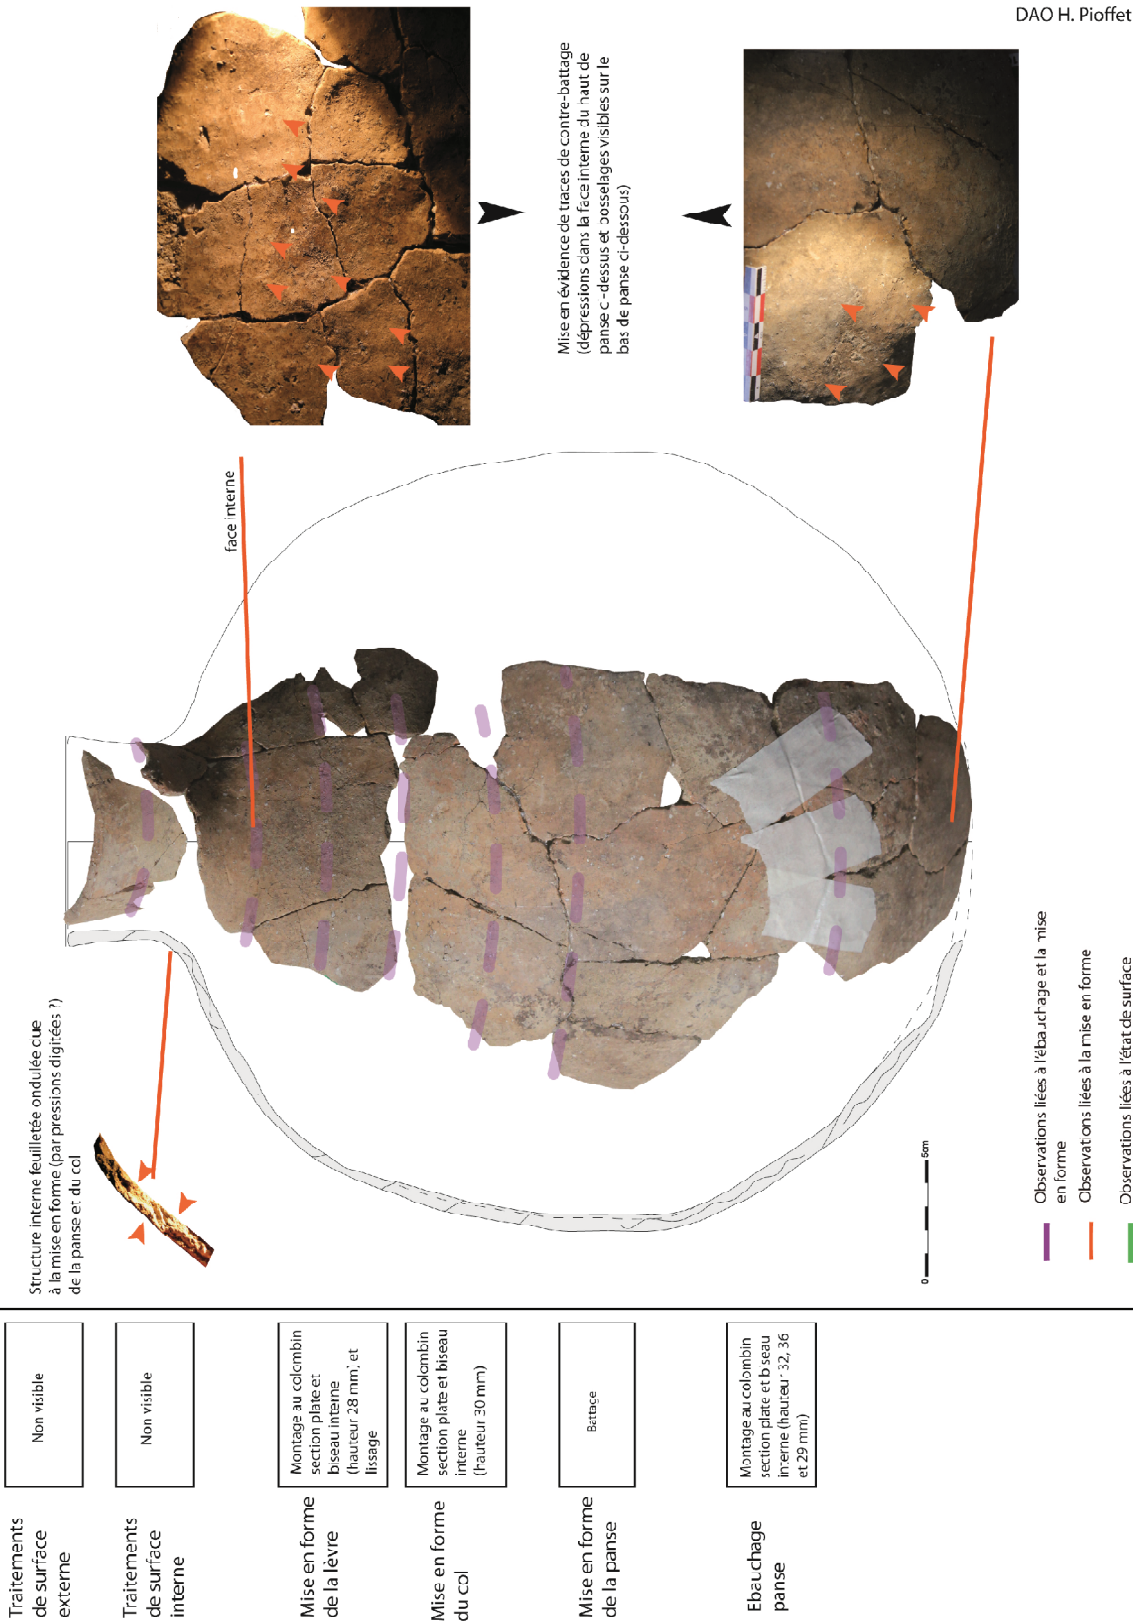 DAO H. Pioffet
Mise en évidence de traces de contre-battage
(dépressions dans la face interne du haut de
panse ci-dessus et bosselages visibles sur le
bas de panse ci-dessous)
face interne
Structure interne feuilletée ondulée due
à la mise en forme (par pressions digitées ?)
de la panse et du col
0
5cm
Observations liées à l'ébauchage et la mise
en forme
Observations liées à la mise en forme
Observations liées à l'état de surface
Traitements
de surface
externe
Non visible
Traitements
de surface
interne
Non visible
Mise en forme
de la lèvre
Montage au colombin
section plate et
biseau interne
(hauteur 28 mm) et
lissage
Mise en forme
du col
Montage au colombin
section plate et biseau
interne
(hauteur 30 mm)
Mise en forme
de la panse
Battage
Ebauchage
panse
Montage au colombin
section plate et biseau
interne (hauteur 32, 36
et 29 mm)